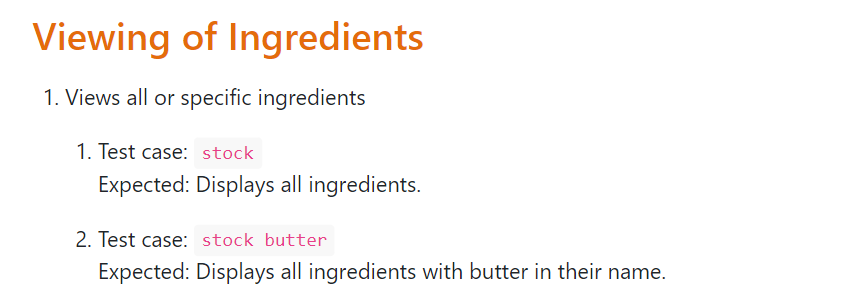 Viewing of Ingredients
1. Views all or specific ingredients
1. Test case: stock
Expected: Displays all ingredients.
2. Test case: stock butter
Expected: Displays all ingredients with butter in their name.